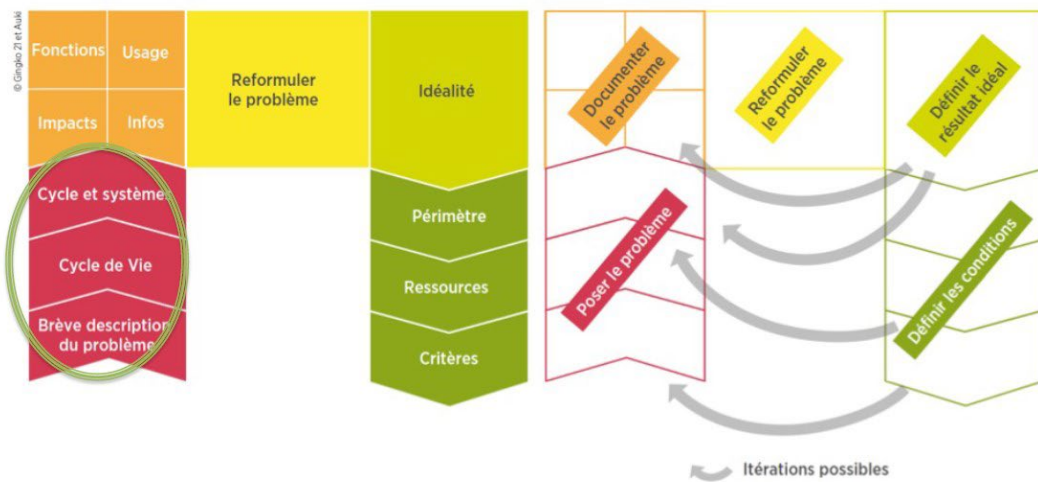 © Gingko 21 et Auki
Fonctions
Usage
Impacts
Infos
Reformuler
le problème
Idéalité
Cycle et systèmes
Cycle de Vie
Brève description
du problème
Périmètre
Ressources
Critères
Documenter
le problème
Reformuler
le problème
Définir le
résultat idéal
Poser le problème
Définir les conditions
Itérations possibles